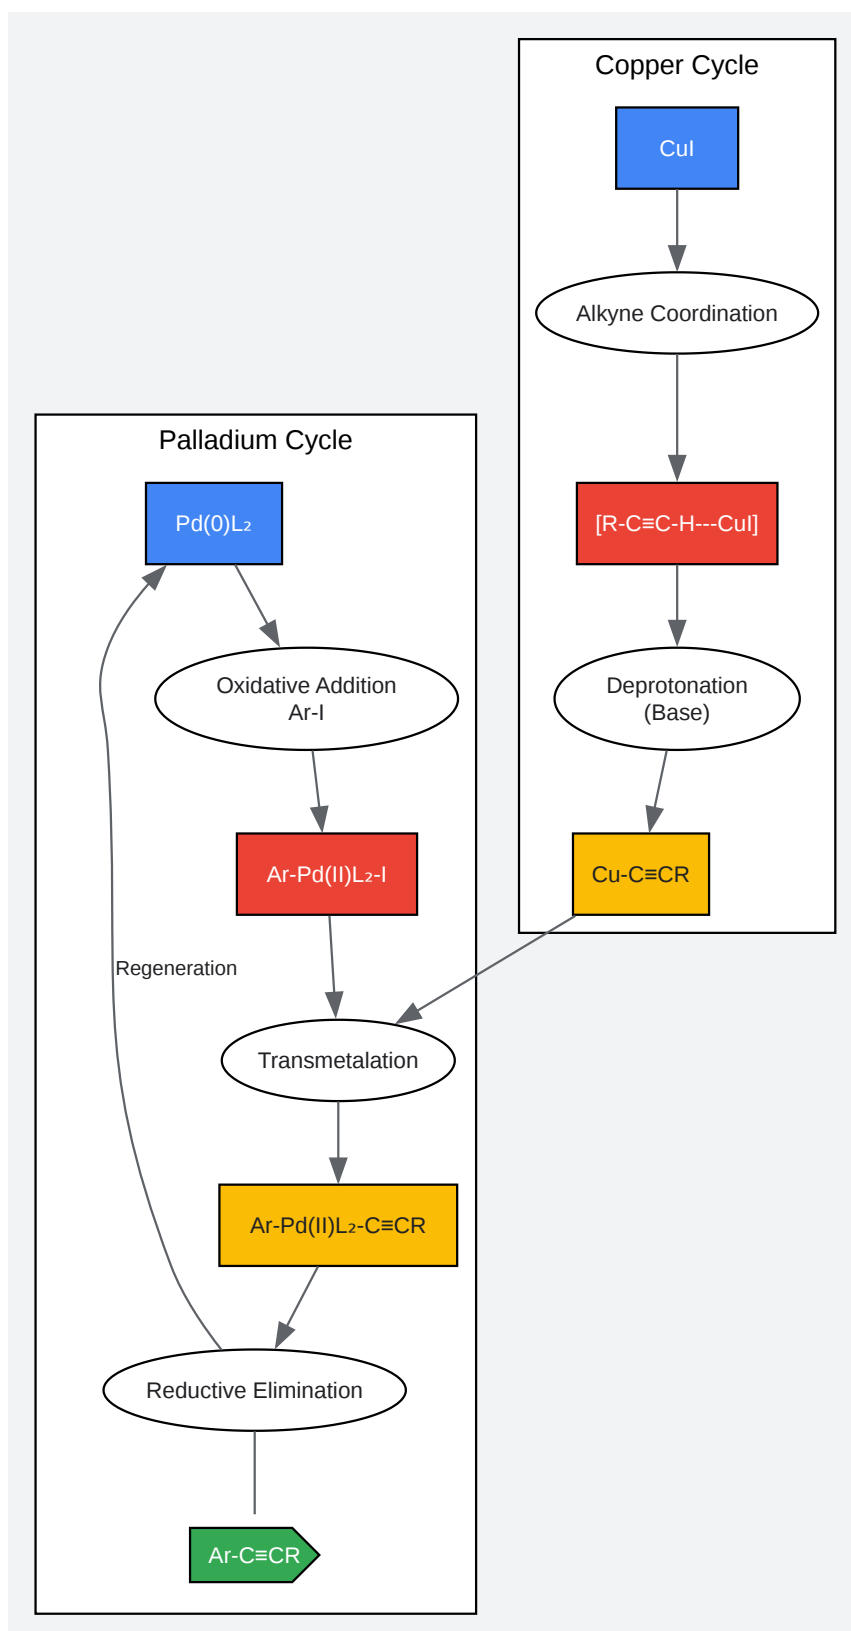 Copper Cycle
CuI
Alkyne Coordination
[R-C≡C-H---CuI]
Deprotonation
(Base)
Cu-C≡CR
Palladium Cycle
Pd(0)L₂
Oxidative Addition
Ar-I
Ar-Pd(II)L₂-I
Regeneration
Transmetalation
Ar-Pd(II)L₂-C≡CR
Reductive Elimination
Ar-C≡CR